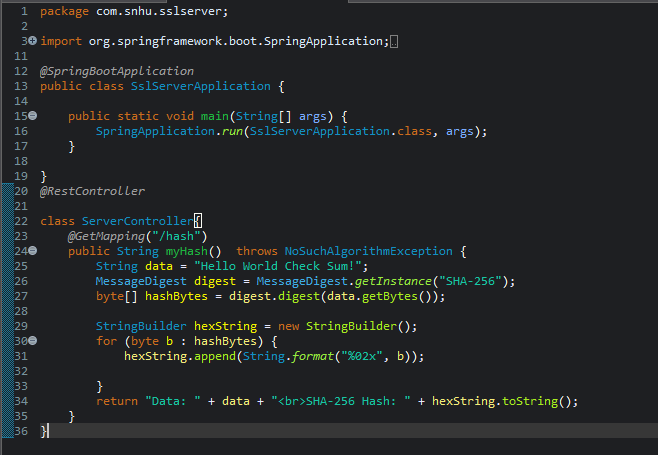 1 package com.snhu.sslserver;
2
3 import org.springframework.boot.SpringApplication;
11
12 @SpringBootApplication
13 public class SslServerApplication {
14
15 public static void main(String[] args) {
16 SpringApplication.run(SslServerApplication.class, args);
17 }
18
19 }
20 @RestController
21
22 class ServerController{
23 @GetMapping("/hash")
24 public String myHash()  throws NoSuchAlgorithmException {
25 String data = "Hello World Check Sum!";
26 MessageDigest digest = MessageDigest.getInstance("SHA-256");
27 byte[] hashBytes = digest.digest(data.getBytes());
28
29 StringBuilder hexString = new StringBuilder();
30 for (byte b : hashBytes) {
31 hexString.append(String.format("%02x", b));
32
33 }
34 return "Data: " + data + "<br>SHA-256 Hash: " + hexString.toString();
35 }
36 }